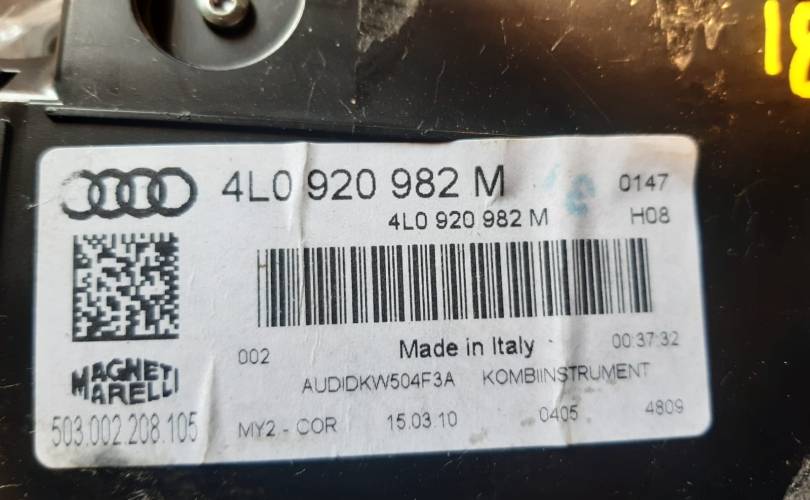 4L0 920 982 M 0147
4L0 920 982 M H08
002 Made in Italy 00:37:32
MAGNETI MARELLI
AUDIDKW504F3A KOMBIINSTRUMENT
503.002.208.105 MY2 - COR 15.03.10 0405 4809